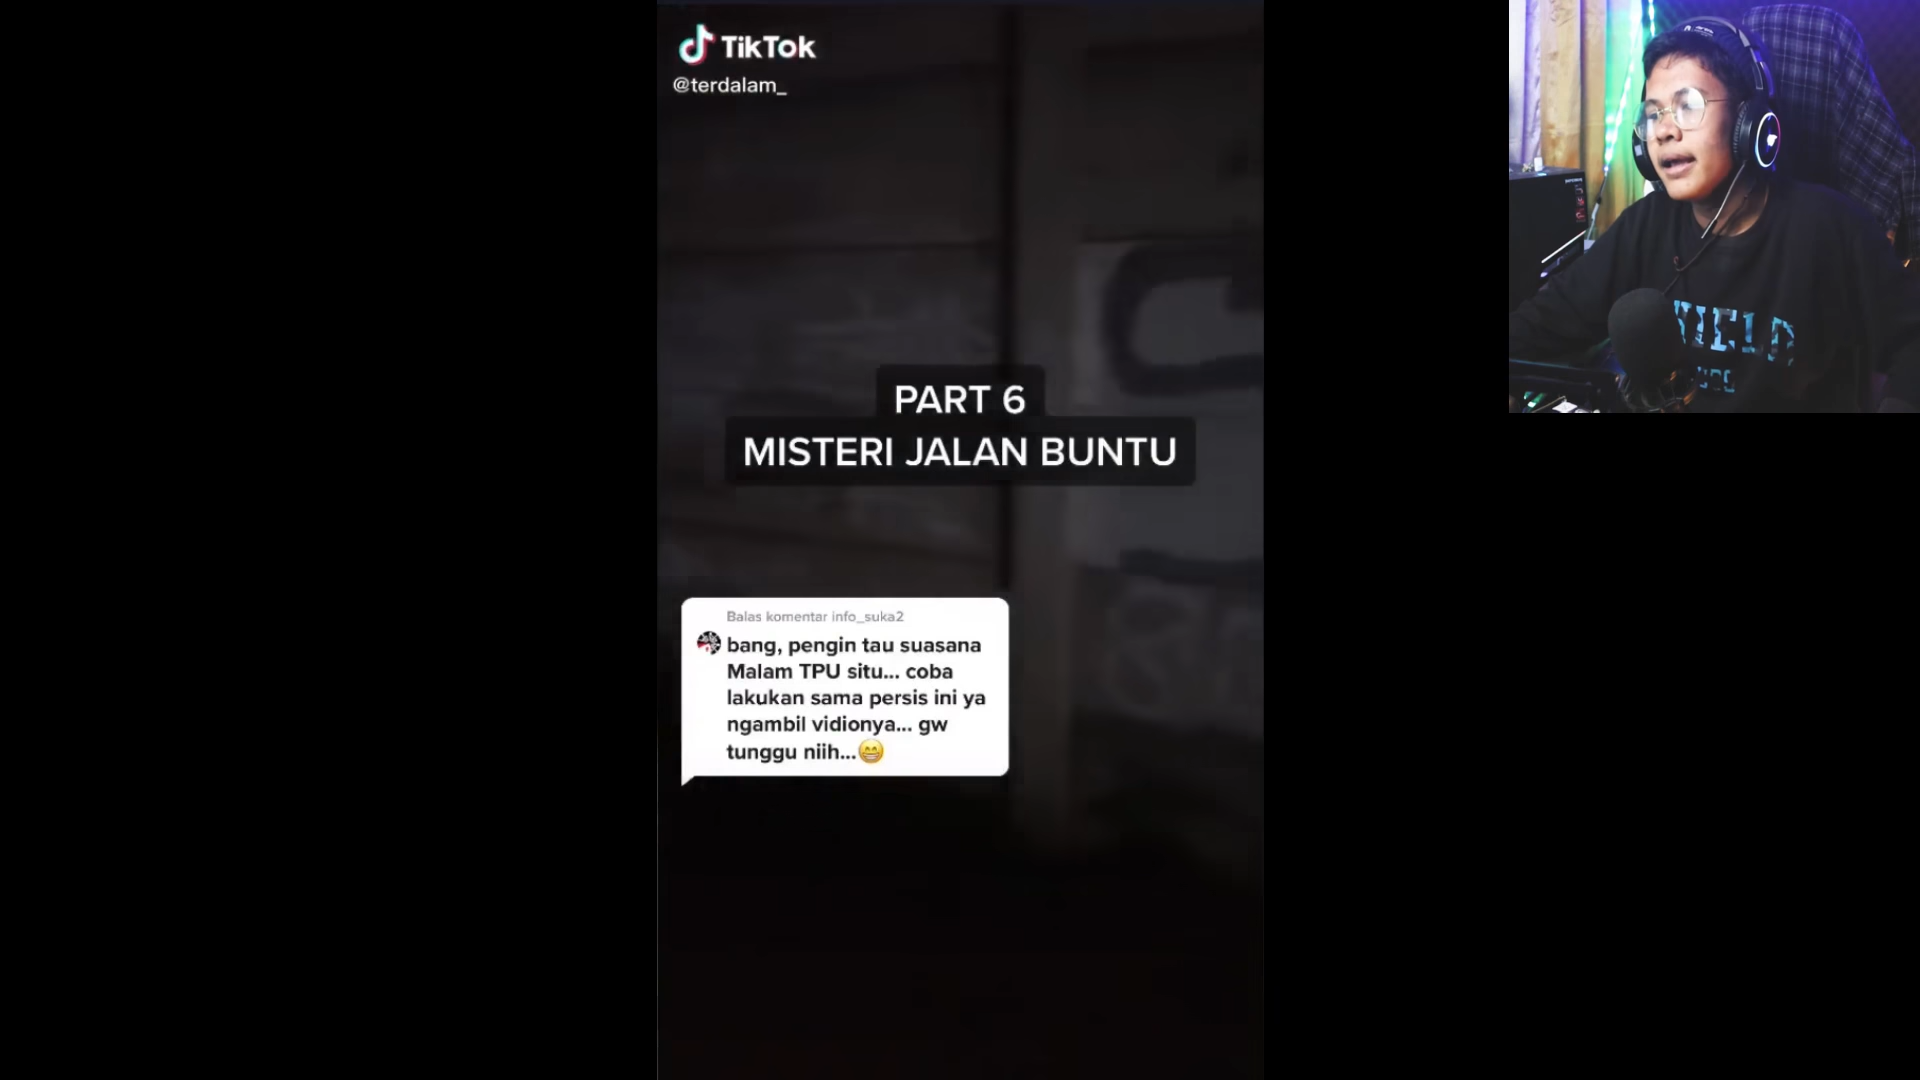 TikTok
@terdalam_
PART 6
MISTERI JALAN BUNTU
Balas komentar info_suka2
bang, pengin tau suasana
Malam TPU situ... coba
lakukan sama persis ini ya
ngambil vidionya... gw
tunggu niih...😁